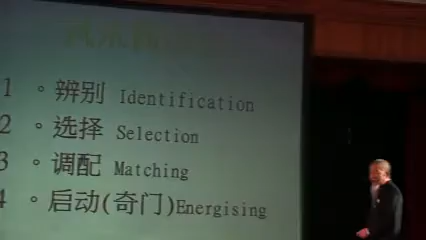 1 。辨别 Identification
2 。选择 Selection
3 。调配 Matching
4 。启动(奇门)Energising